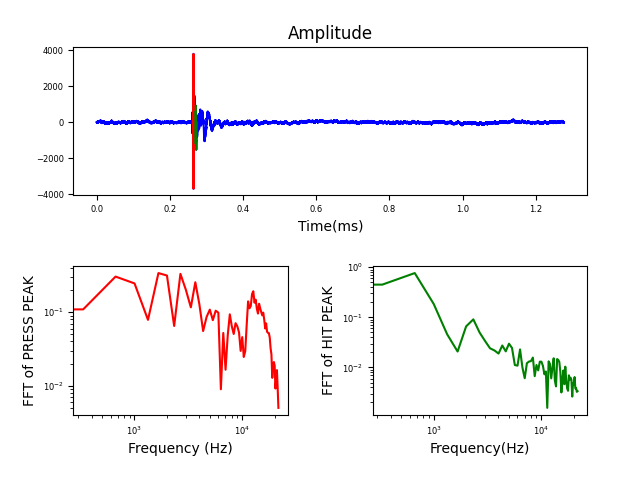 Amplitude
4000
2000
0
−2000
−4000
0.0 0.2 0.4 0.6 0.8 1.0 1.2
Time(ms)
FFT of PRESS PEAK
10⁻¹
10⁻²
10³ 10⁴
Frequency (Hz)
FFT of HIT PEAK
10⁰
10⁻¹
10⁻²
10³ 10⁴
Frequency(Hz)